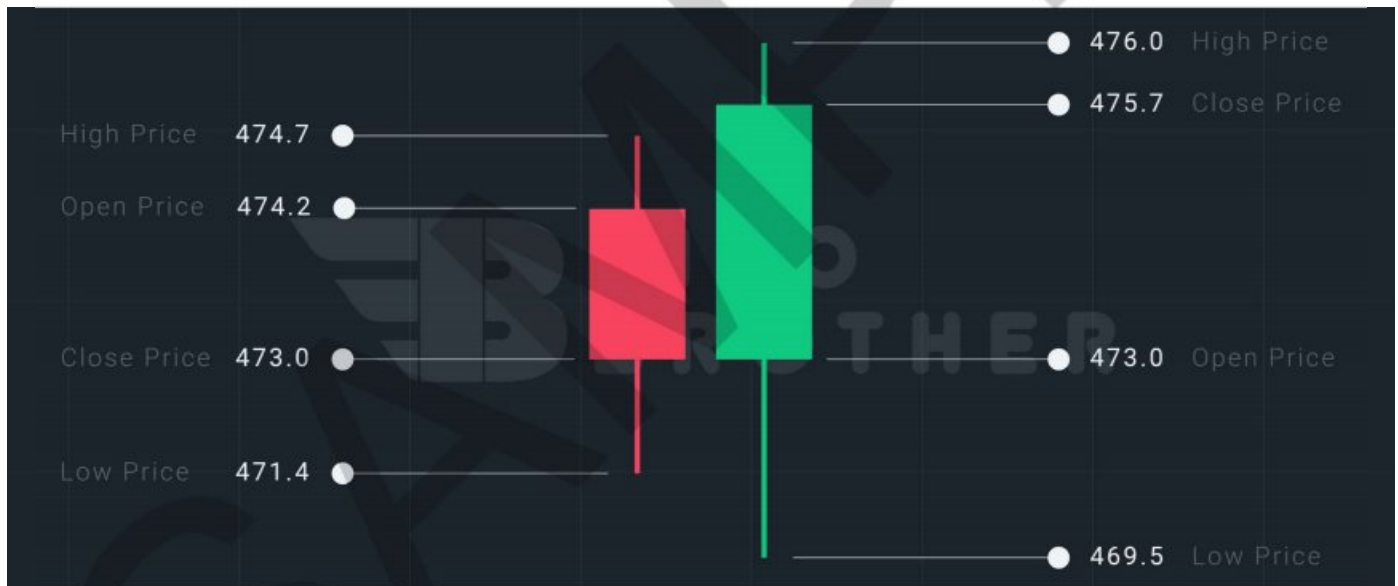 476.0 High Price
475.7 Close Price
High Price 474.7
Open Price 474.2
B O
BROTHER
Close Price 473.0
473.0 Open Price
Low Price 471.4
469.5 Low Price